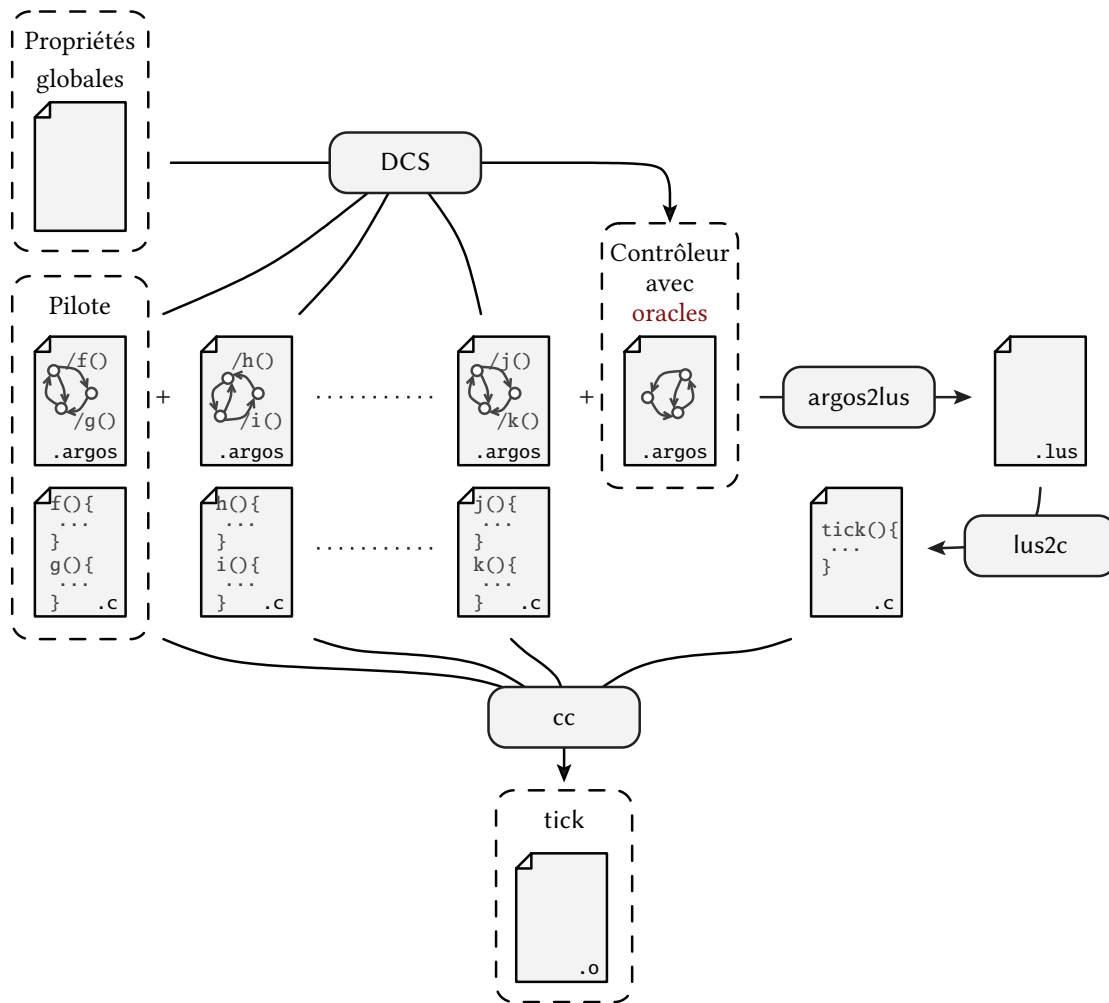 Propriétés
globales
DCS
Contrôleur
avec
oracles
Pilote
/f()
/g()
.argos
+
/h()
/i()
.argos
....................
/j()
/k()
.argos
+
.argos
argos2lus
.lus
f(){
...
}
g(){
...
}
.c
h(){
...
}
i(){
...
}
.c
....................
j(){
...
}
k(){
...
}
.c
tick(){
...
}
.c
lus2c
cc
tick
.o